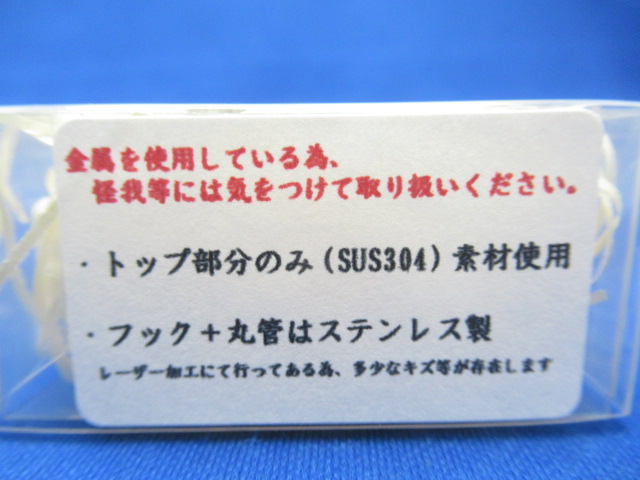 金属を使用している為、
怪我等には気をつけて取り扱いください。
・トップ部分のみ(SUS304)素材使用
・フック+丸管はステンレス製
レーザー加工にて行ってある為、多少なキズ等が存在します